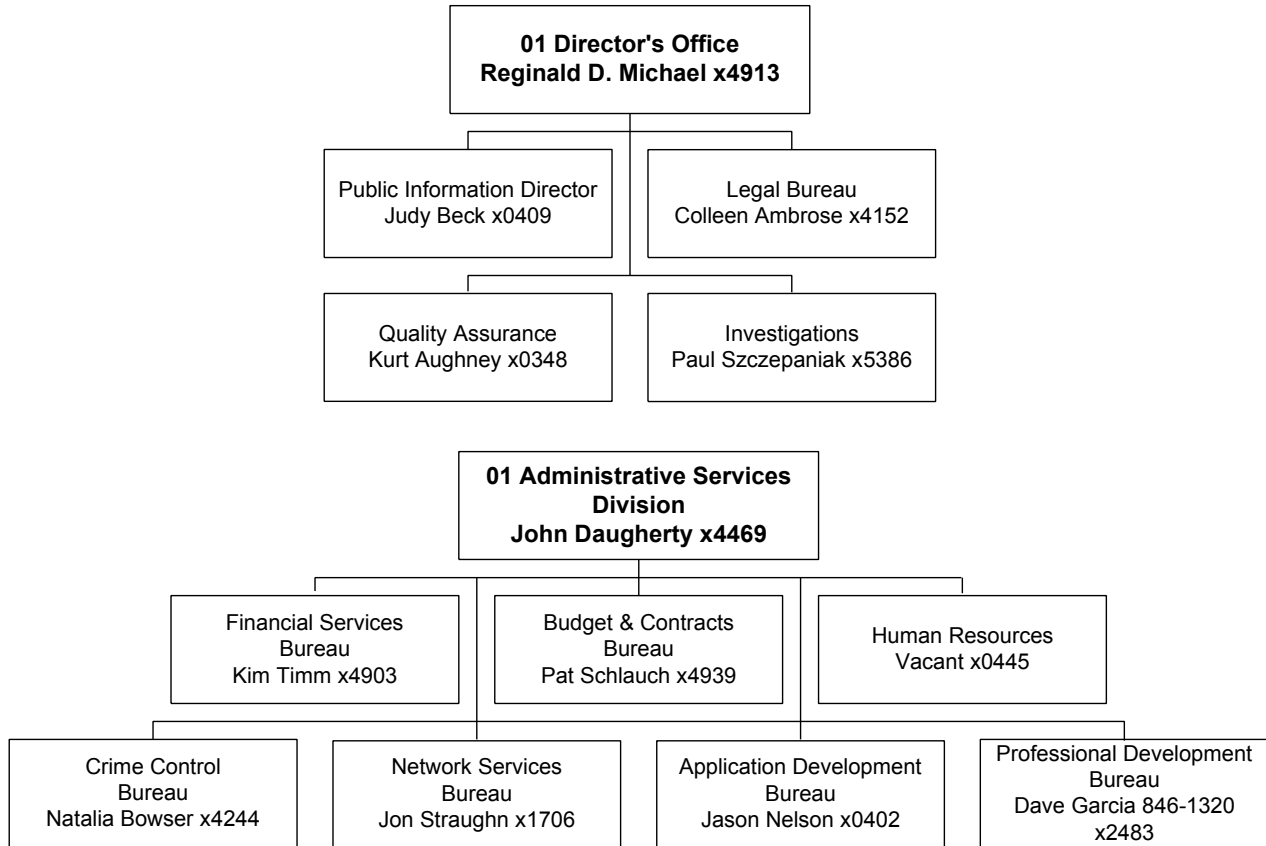 01 Director's Office
Reginald D. Michael x4913
Public Information Director
Judy Beck x0409
Legal Bureau
Colleen Ambrose x4152
Quality Assurance
Kurt Aughney x0348
Investigations
Paul Szczepaniak x5386
01 Administrative Services
Division
John Daugherty x4469
Financial Services
Bureau
Kim Timm x4903
Budget & Contracts
Bureau
Pat Schlauch x4939
Human Resources
Vacant x0445
Crime Control
Bureau
Natalia Bowser x4244
Network Services
Bureau
Jon Straughn x1706
Application Development
Bureau
Jason Nelson x0402
Professional Development
Bureau
Dave Garcia 846-1320
x2483